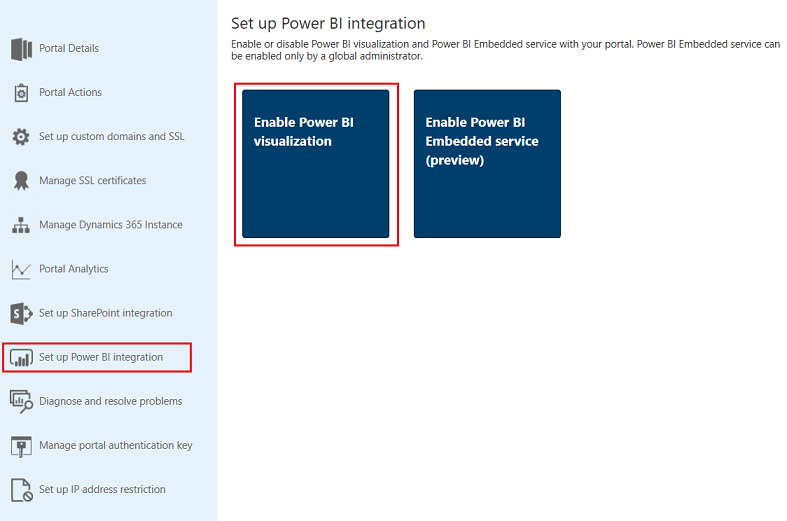 Portal Details
Portal Actions
Set up custom domains and SSL
Manage SSL certificates
Manage Dynamics 365 Instance
Portal Analytics
Set up SharePoint integration
Set up Power BI integration
Diagnose and resolve problems
Manage portal authentication key
Set up IP address restriction
Set up Power BI integration
Enable or disable Power BI visualization and Power BI Embedded service with your portal. Power BI Embedded service can
be enabled only by a global administrator.
Enable Power BI
visualization
Enable Power BI
Embedded service
(preview)